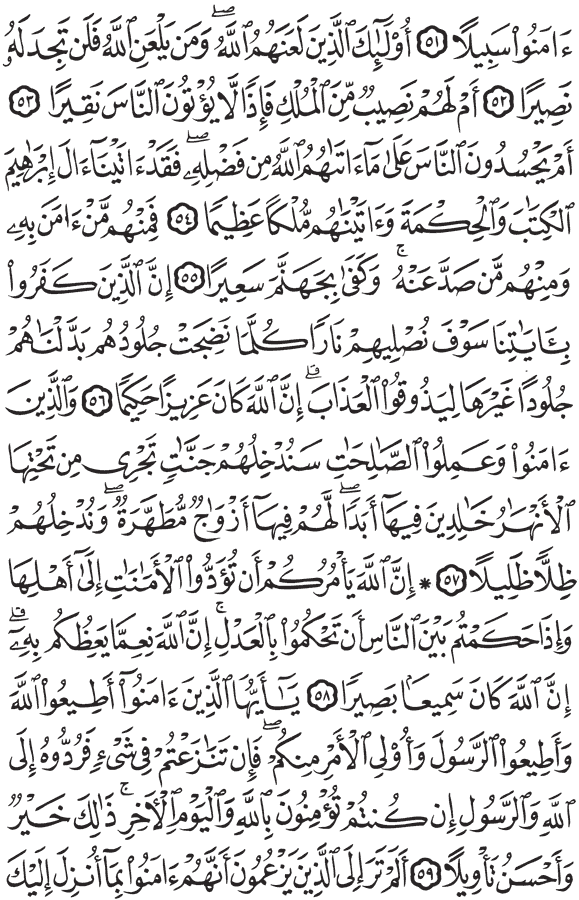 ءَامَنُوا۟ سَبِيلًا ٥١ أُو۟لَٰٓئِكَ ٱلَّذِينَ لَعَنَهُمُ ٱللَّهُ ۖ وَمَن يَلْعَنِ ٱللَّهُ فَلَن تَجِدَ لَهُۥ
نَصِيرًا ٥٢ أَمْ لَهُمْ نَصِيبٌ مِّنَ ٱلْمُلْكِ فَإِذًا لَّا يُؤْتُونَ ٱلنَّاسَ نَقِيرًا ٥٣
أَمْ يَحْسُدُونَ ٱلنَّاسَ عَلَىٰ مَآ ءَاتَىٰهُمُ ٱللَّهُ مِن فَضْلِهِۦ ۖ فَقَدْ ءَاتَيْنَآ ءَالَ إِبْرَٰهِيمَ
ٱلْكِتَٰبَ وَٱلْحِكْمَةَ وَءَاتَيْنَٰهُم مُّلْكًا عَظِيمًا ٥٤ فَمِنْهُم مَّنْ ءَامَنَ بِهِۦ
وَمِنْهُم مَّن صَدَّ عَنْهُ ۚ وَكَفَىٰ بِجَهَنَّمَ سَعِيرًا ٥٥ إِنَّ ٱلَّذِينَ كَفَرُوا۟
بِـَٔايَٰتِنَا سَوْفَ نُصْلِيهِمْ نَارًا كُلَّمَا نَضِجَتْ جُلُودُهُم بَدَّلْنَٰهُمْ
جُلُودًا غَيْرَهَا لِيَذُوقُوا۟ ٱلْعَذَابَ ۗ إِنَّ ٱللَّهَ كَانَ عَزِيزًا حَكِيمًا ٥٦ وَٱلَّذِينَ
ءَامَنُوا۟ وَعَمِلُوا۟ ٱلصَّٰلِحَٰتِ سَنُدْخِلُهُمْ جَنَّٰتٍ تَجْرِى مِن تَحْتِهَا
ٱلْأَنْهَٰرُ خَٰلِدِينَ فِيهَآ أَبَدًا ۖ لَّهُمْ فِيهَآ أَزْوَٰجٌ مُّطَهَّرَةٌ ۖ وَنُدْخِلُهُمْ
ظِلًّا ظَلِيلًا ٥٧ * إِنَّ ٱللَّهَ يَأْمُرُكُمْ أَن تُؤَدُّوا۟ ٱلْأَمَٰنَٰتِ إِلَىٰٓ أَهْلِهَا
وَإِذَا حَكَمْتُم بَيْنَ ٱلنَّاسِ أَن تَحْكُمُوا۟ بِٱلْعَدْلِ ۚ إِنَّ ٱللَّهَ نِعِمَّا يَعِظُكُم بِهِۦٓ ۗ
إِنَّ ٱللَّهَ كَانَ سَمِيعًۢا بَصِيرًا ٥٨ يَٰٓأَيُّهَا ٱلَّذِينَ ءَامَنُوٓا۟ أَطِيعُوا۟ ٱللَّهَ
وَأَطِيعُوا۟ ٱلرَّسُولَ وَأُو۟لِى ٱلْأَمْرِ مِنكُمْ ۖ فَإِن تَنَٰزَعْتُمْ فِى شَىْءٍ فَرُدُّوهُ إِلَى
ٱللَّهِ وَٱلرَّسُولِ إِن كُنتُمْ تُؤْمِنُونَ بِٱللَّهِ وَٱلْيَوْمِ ٱلْءَاخِرِ ۚ ذَٰلِكَ خَيْرٌ
وَأَحْسَنُ تَأْوِيلًا ٥٩ أَلَمْ تَرَ إِلَى ٱلَّذِينَ يَزْعُمُونَ أَنَّهُمْ ءَامَنُوا۟ بِمَآ أُنزِلَ إِلَيْكَ